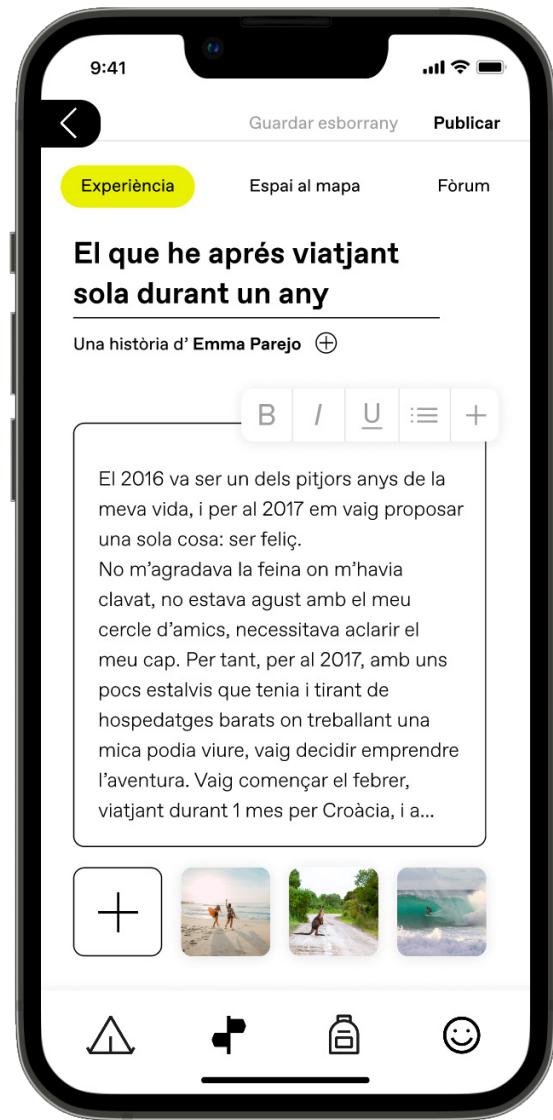 9:41
Guardar esborrany Publicar
Experiència Espai al mapa Fòrum
El que he aprés viatjant
sola durant un any
Una història d’ Emma Parejo
B I U
El 2016 va ser un dels pitjors anys de la
meva vida, i per al 2017 em vaig proposar
una sola cosa: ser feliç.
No m’agradava la feina on m’havia
clavat, no estava agust amb el meu
cercle d’amics, necessitava aclarir el
meu cap. Per tant, per al 2017, amb uns
pocs estalvis que tenia i tirant de
hospedatges barats on treballant una
mica podia viure, vaig decidir emprendre
l’aventura. Vaig començar el febrer,
viatjant durant 1 mes per Croàcia, i a...